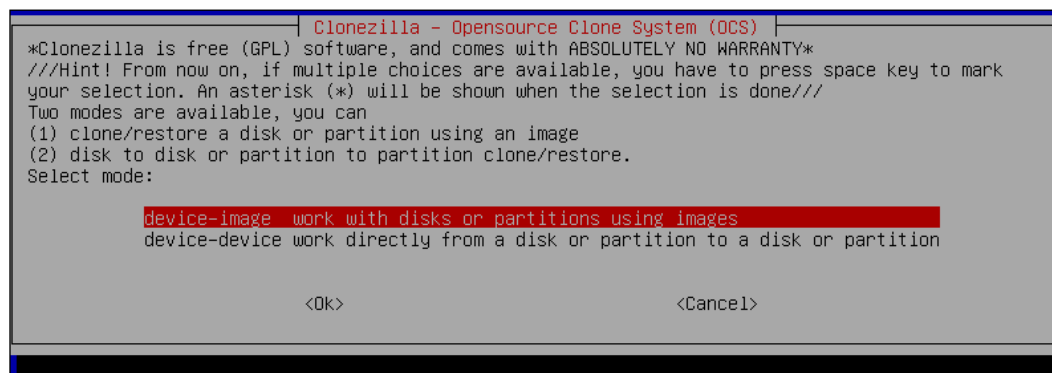 Clonezilla - Opensource Clone System (OCS)
*Clonezilla is free (GPL) software, and comes with ABSOLUTELY NO WARRANTY*
///Hint! From now on, if multiple choices are available, you have to press space key to mark
your selection. An asterisk (*) will be shown when the selection is done///
Two modes are available, you can
(1) clone/restore a disk or partition using an image
(2) disk to disk or partition to partition clone/restore.
Select mode:
device-image work with disks or partitions using images
device-device work directly from a disk or partition to a disk or partition
<Ok> <Cancel>